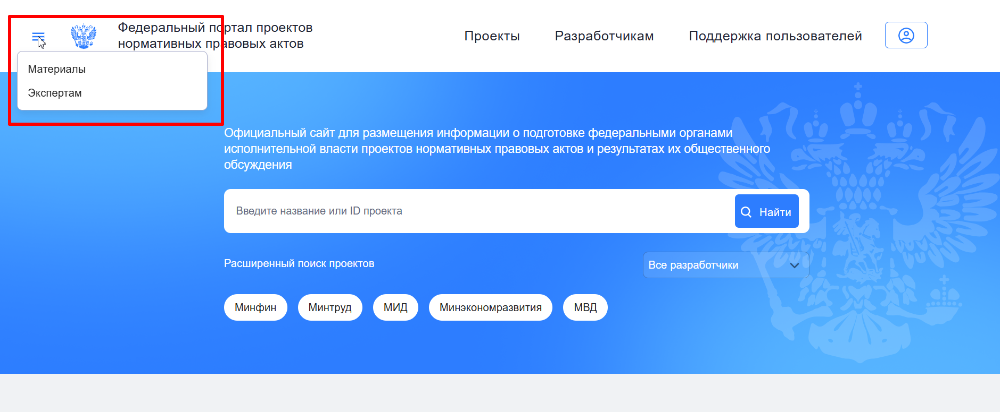 Федеральный портал проектов
нормативных правовых актов
Проекты
Разработчикам
Поддержка пользователей
Материалы
Экспертам
Официальный сайт для размещения информации о подготовке федеральными органами
исполнительной власти проектов нормативных правовых актов и результатах их общественного
обсуждения
Введите название или ID проекта
Найти
Расширенный поиск проектов
Все разработчики
Минфин
Минтруд
МИД
Минэкономразвития
МВД